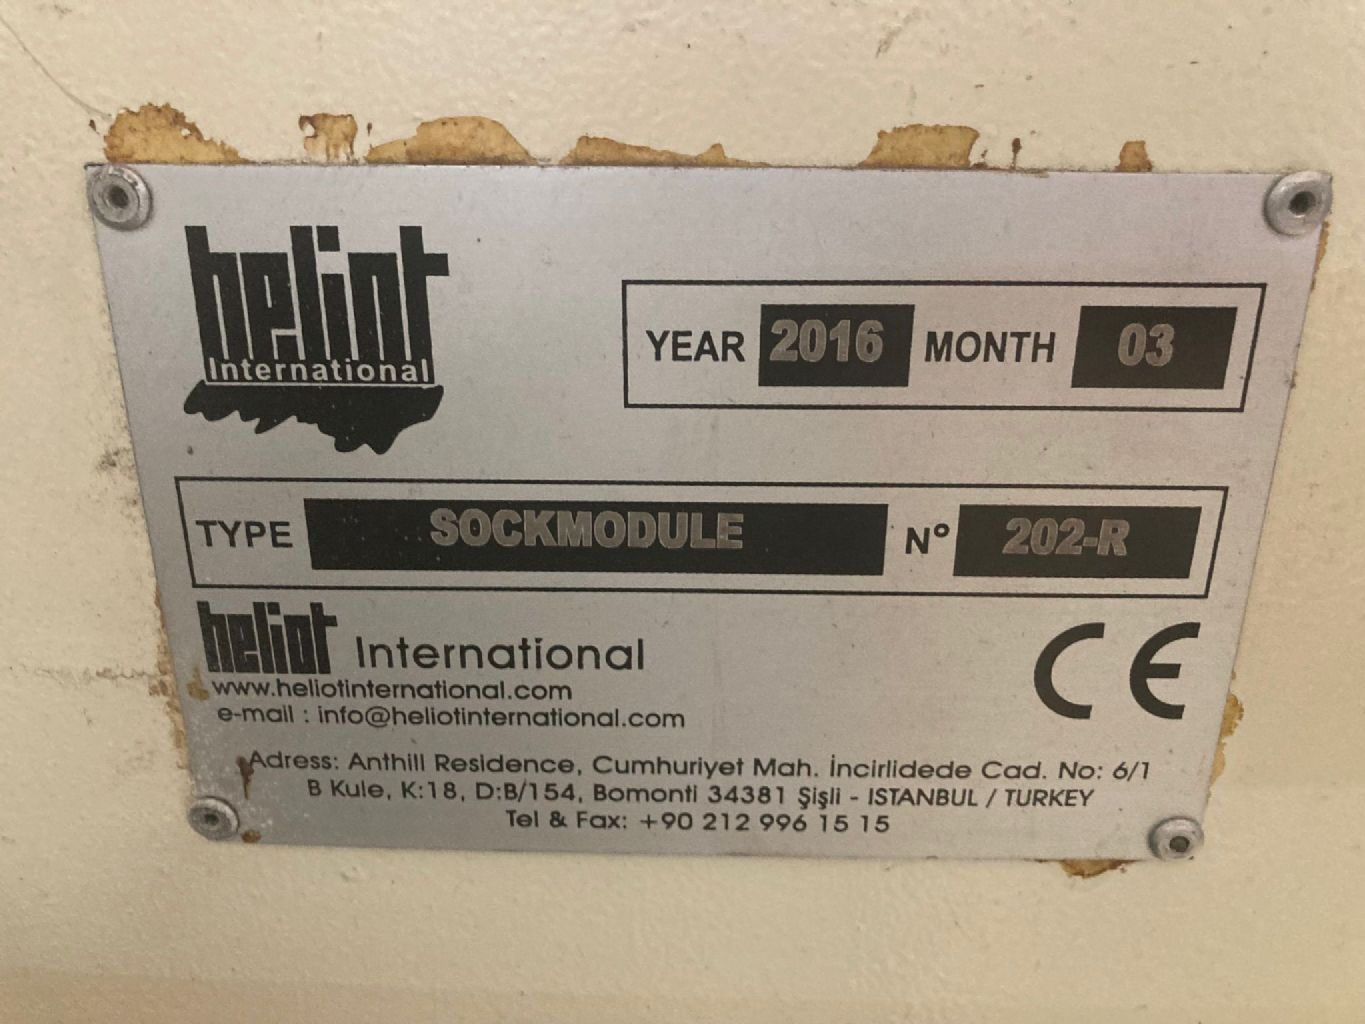 heliot
International
YEAR 2016 MONTH 03
TYPE SOCKMODULE Nº 202-R
heliot International
www.heliotinternational.com
e-mail : info@heliotinternational.com
CE
Adress: Anthill Residence, Cumhuriyet Mah. İncirlidede Cad. No: 6/1
B Kule, K:18, D:B/154, Bomonti 34381 Şişli - ISTANBUL / TURKEY
Tel & Fax: +90 212 996 15 15